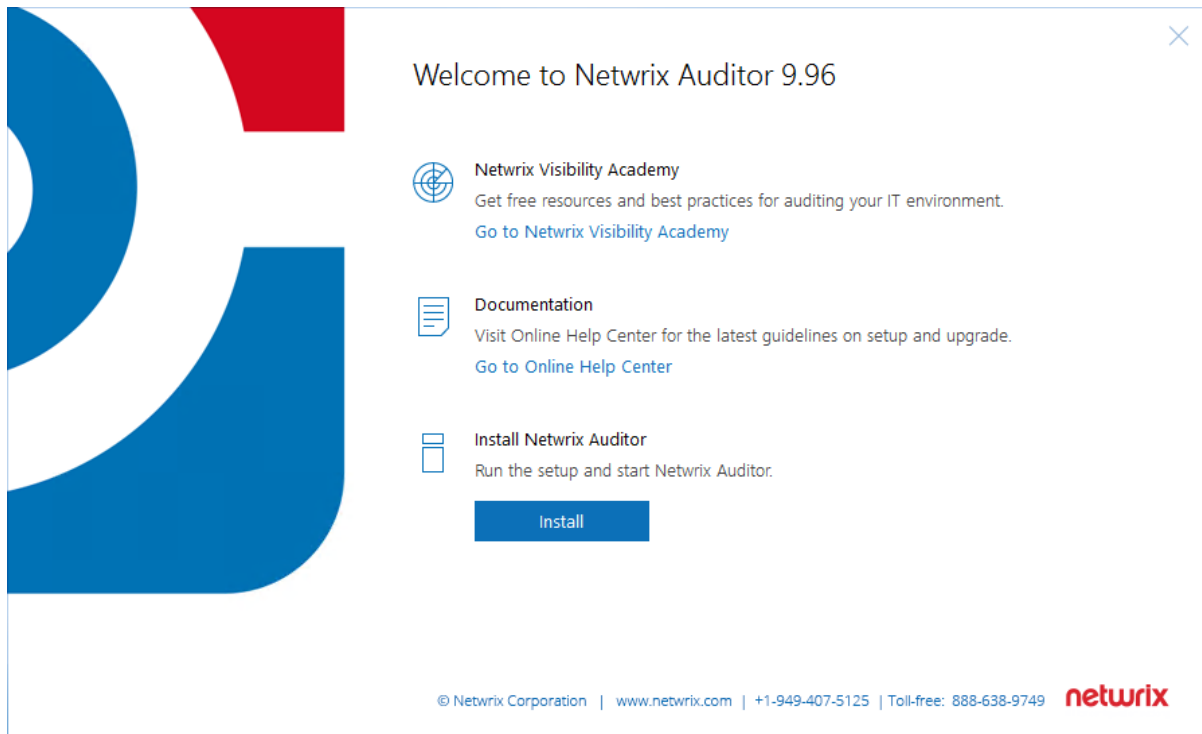 Welcome to Netwrix Auditor 9.96
Netwrix Visibility Academy
Get free resources and best practices for auditing your IT environment.
Go to Netwrix Visibility Academy
Documentation
Visit Online Help Center for the latest guidelines on setup and upgrade.
Go to Online Help Center
Install Netwrix Auditor
Run the setup and start Netwrix Auditor.
Install
© Netwrix Corporation | www.netwrix.com | +1-949-407-5125 | Toll-free: 888-638-9749 netwrix